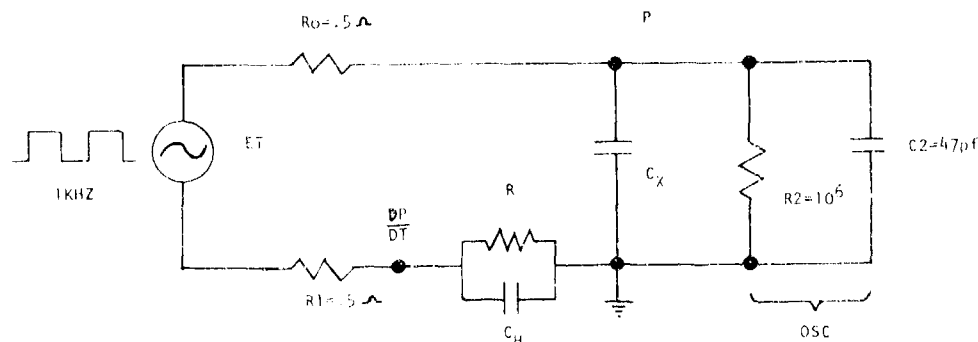 Ro=.5 Ω
P
ET
1KHZ
C2=47pf
CX
R
R2=10⁶
DP
DT
R1=.5 Ω
CH
OSC